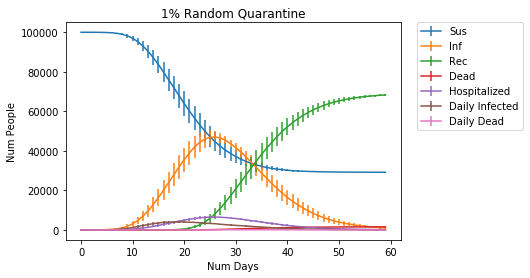 1% Random Quarantine
Num People
100000
80000
60000
40000
20000
0
0 10 20 30 40 50 60
Num Days
Sus
Inf
Rec
Dead
Hospitalized
Daily Infected
Daily Dead